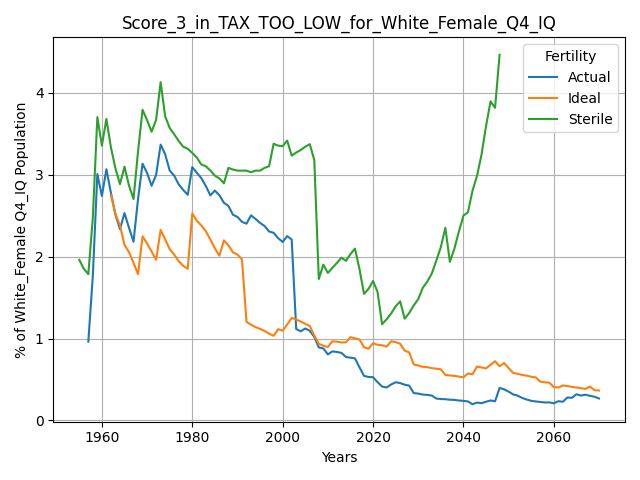 Score_3_in_TAX_TOO_LOW_for_White_Female_Q4_IQ
Fertility
Actual
Ideal
Sterile
% of White_Female Q4_IQ Population
4
3
2
1
0
1960
1980
2000
2020
2040
2060
Years